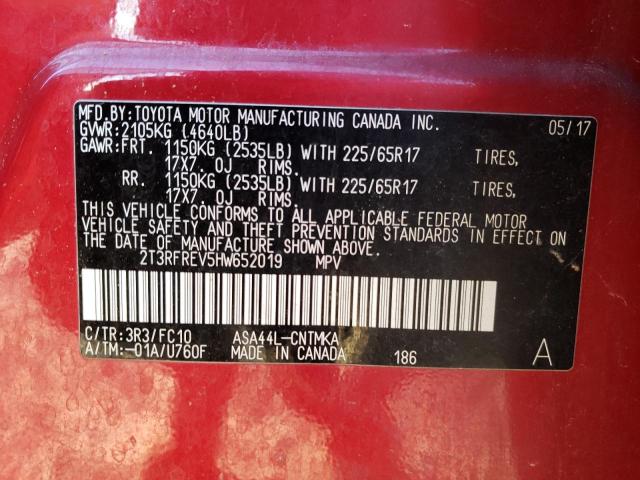 MFD.BY:TOYOTA MOTOR MANUFACTURING CANADA INC. 05/17
GVWR:2105KG (4640LB)
GAWR:FRT. 1150KG (2535LB) WITH 225/65R17 TIRES,
17X7.0J RIMS.
RR. 1150KG (2535LB) WITH 225/65R17 TIRES,
17X7.0J RIMS.
THIS VEHICLE CONFORMS TO ALL APPLICABLE FEDERAL MOTOR
VEHICLE SAFETY AND THEFT PREVENTION STANDARDS IN EFFECT ON
THE DATE OF MANUFACTURE SHOWN ABOVE.
2T3RFREV5HW652019 MPV
C/TR:3R3/FC10 ASA44L-CNTMKA
A/TM:-01A/U760F MADE IN CANADA 186 A